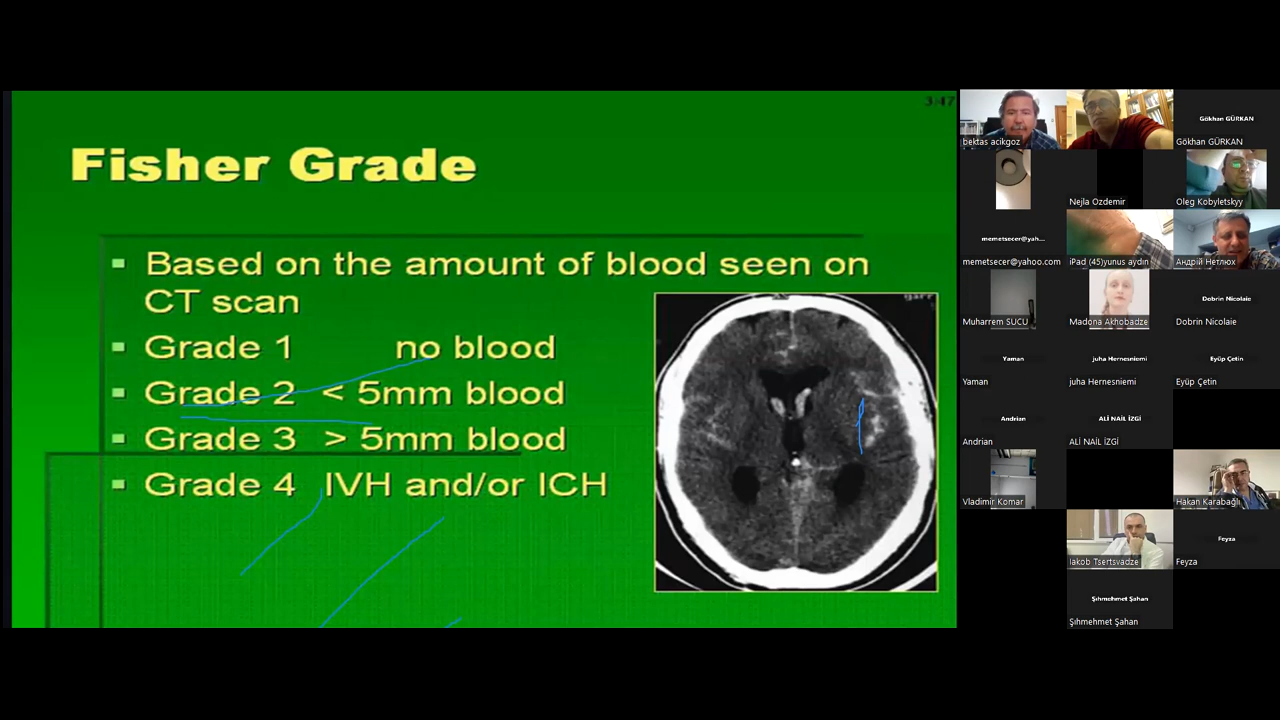 3:47
Fisher Grade
Based on the amount of blood seen on
CT scan
Grade 1 no blood
Grade 2 < 5mm blood
Grade 3 > 5mm blood
Grade 4 IVH and/or ICH
bektas acikgoz
Gökhan GÜRKAN
Gökhan GÜRKAN
Nejla Ozdemir
Oleg Kobyletskyy
memetsecer@yah...
memetsecer@yahoo.com
iPad (45)yunus aydın
Андрій Нетлюх
Muharrem SUCU
Madona Akhobadze
Dobrin Nicolaie
Dobrin Nicolaie
Yaman
Yaman
juha Hernesniemi
juha Hernesniemi
Eyüp Çetin
Eyüp Çetin
Andrian
Andrian
ALİ NAİL İZGİ
ALİ NAİL İZGİ
Vladimir Komar
Hakan Karabağlı
Iakob Tsertsvadze
Feyza
Feyza
Şıhmehmet Şahan
Şıhmehmet Şahan